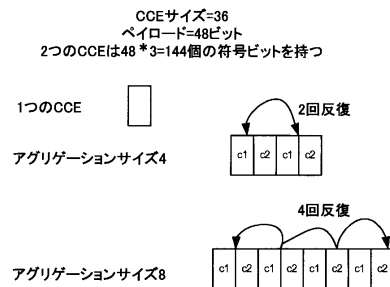 CCEサイズ=36
ペイロード=48ビット
2つのCCEは48*3=144個の符号ビットを持つ
1つのCCE
2回反復
アグリゲーションサイズ4
c1 c2 c1 c2
4回反復
アグリゲーションサイズ8
c1 c2 c1 c2 c1 c2 c1 c2